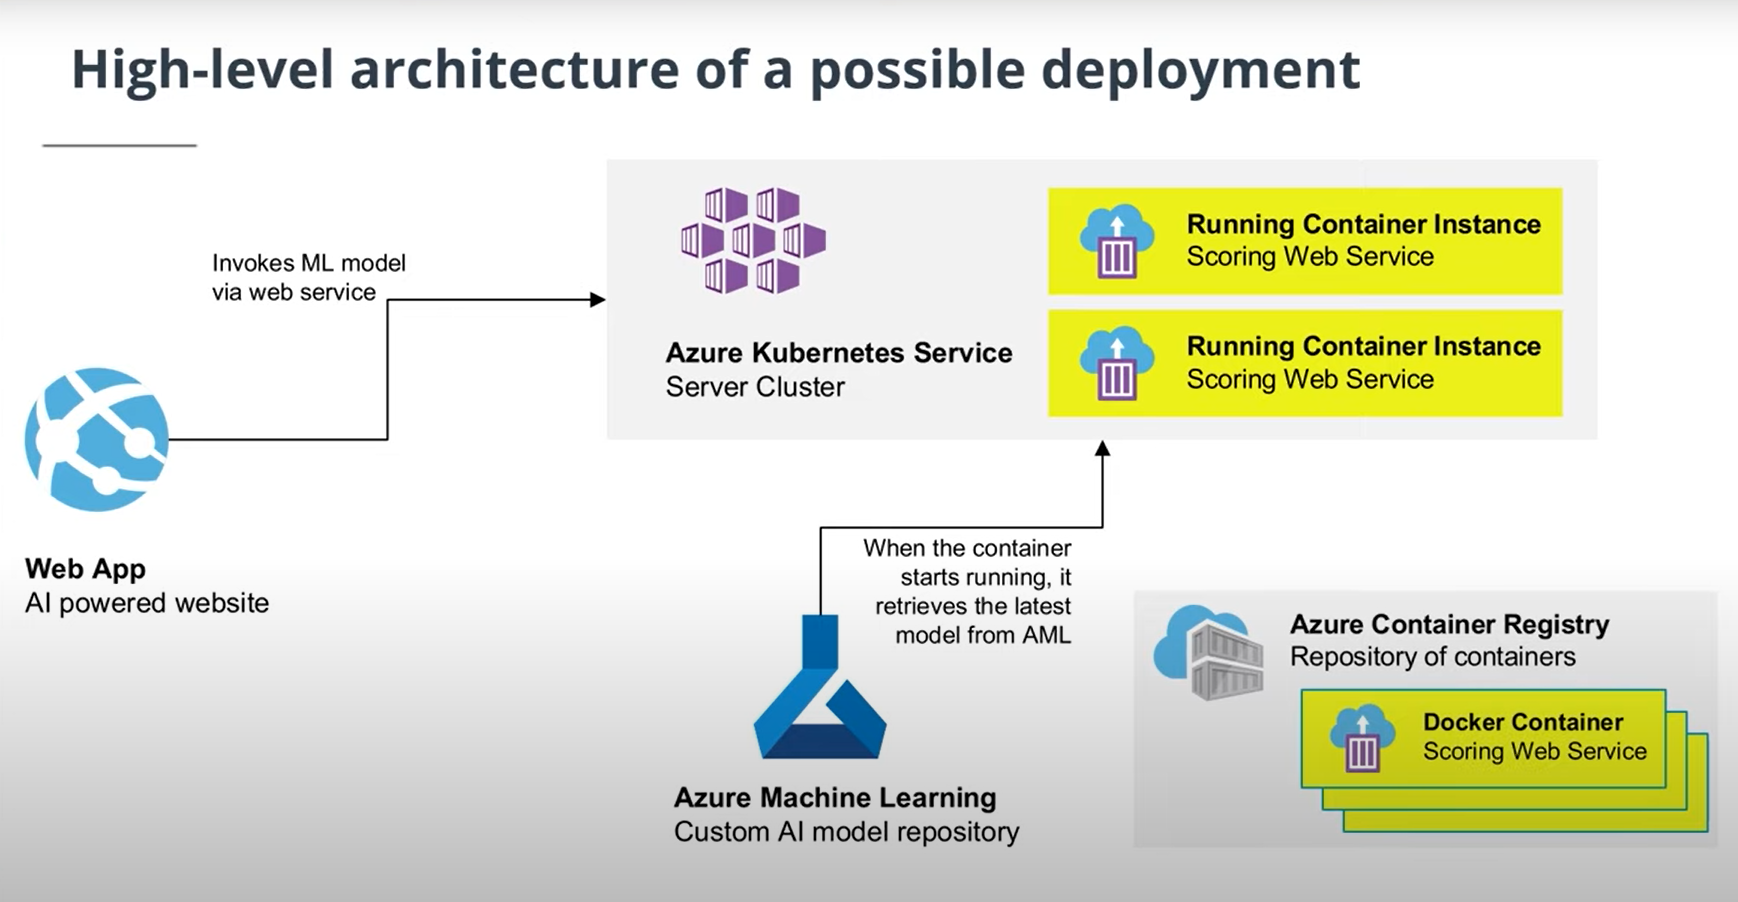 High-level architecture of a possible deployment
Invokes ML model
via web service
Azure Kubernetes Service
Server Cluster
Running Container Instance
Scoring Web Service
Running Container Instance
Scoring Web Service
Web App
AI powered website
When the container
starts running, it
retrieves the latest
model from AML
Azure Machine Learning
Custom AI model repository
Azure Container Registry
Repository of containers
Docker Container
Scoring Web Service